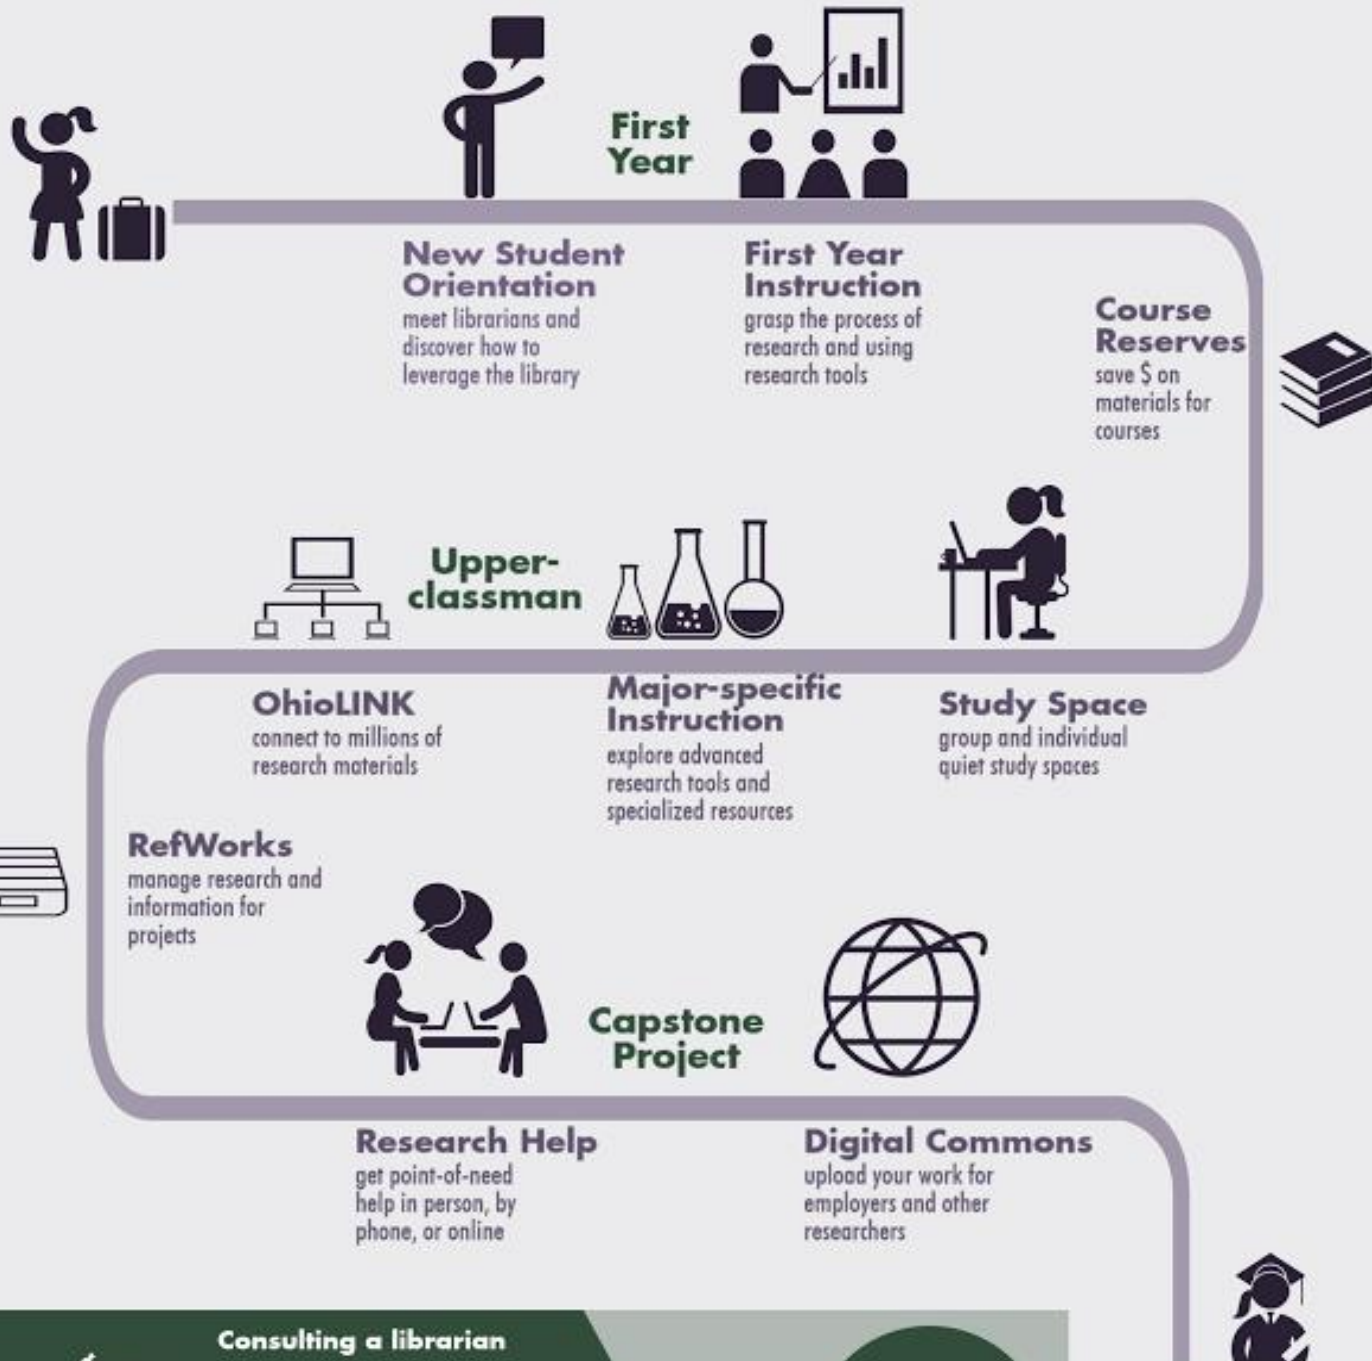 First
Year
New Student
Orientation
meet librarians and
discover how to
leverage the library
First Year
Instruction
grasp the process of
research and using
research tools
Course
Reserves
save $ on
materials for
courses
Upper-
classman
OhioLINK
connect to millions of
research materials
Major-specific
Instruction
explore advanced
research tools and
specialized resources
Study Space
group and individual
quiet study spaces
RefWorks
manage research and
information for
projects
Capstone
Project
Research Help
get point-of-need
help in person, by
phone, or online
Digital Commons
upload your work for
employers and other
researchers
Consulting a librarian